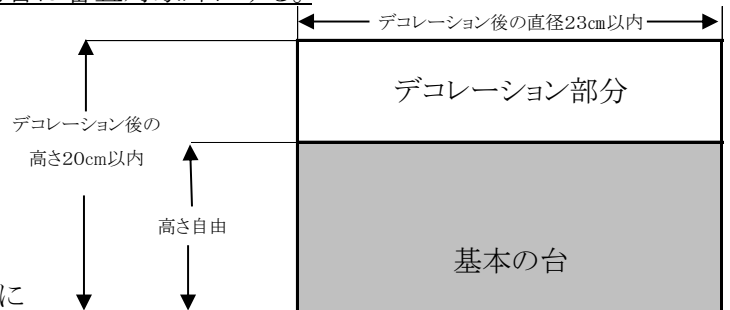 デコレーション後の直径23cm以内
デコレーション部分
デコレーション後の
高さ20cm以内
高さ自由
基本の台
に